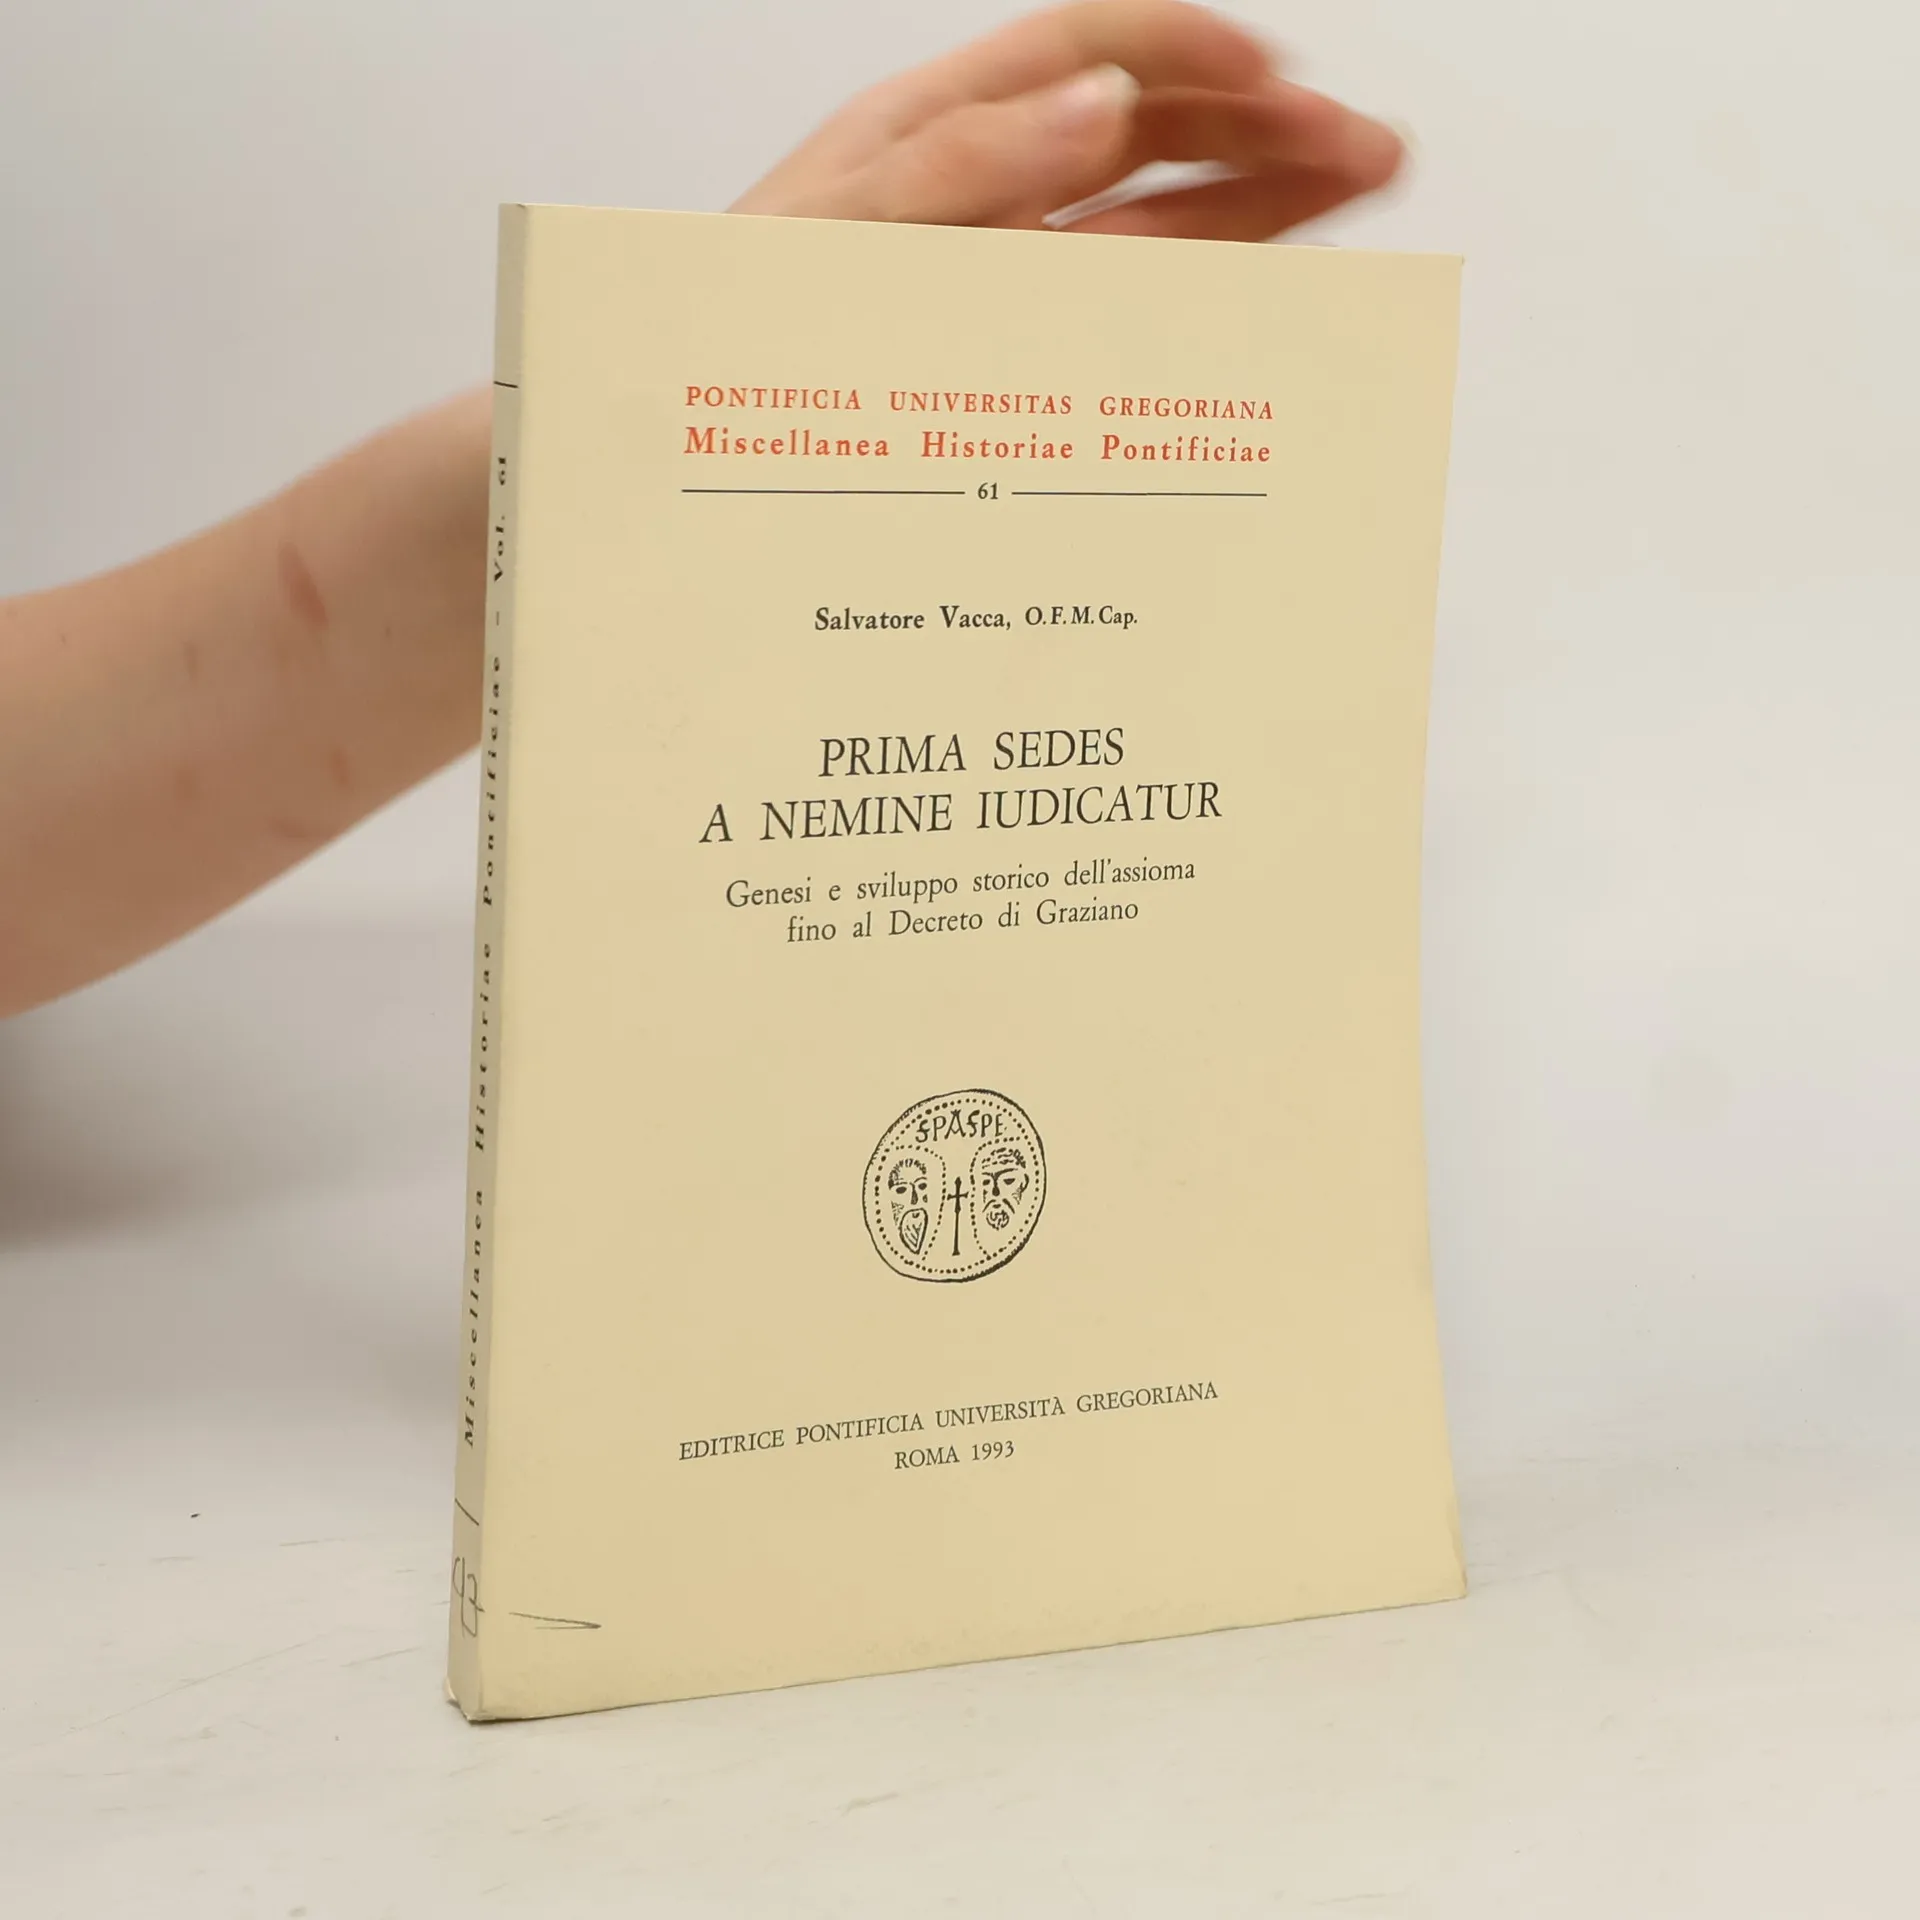 PONTIFICIA UNIVERSITAS GREGORIANA
Miscellanea Historiae Pontificiae
61
Salvatore Vacca, O.F.M.Cap.
PRIMA SEDES
A NEMINE IUDICATUR
Genesi e sviluppo storico dell'assioma
fino al Decreto di Graziano
SPASPE
EDITRICE PONTIFICIA UNIVERSITÀ GREGORIANA
ROMA 1993
Miscellanea Historiae Pontificiae - Vol. 61